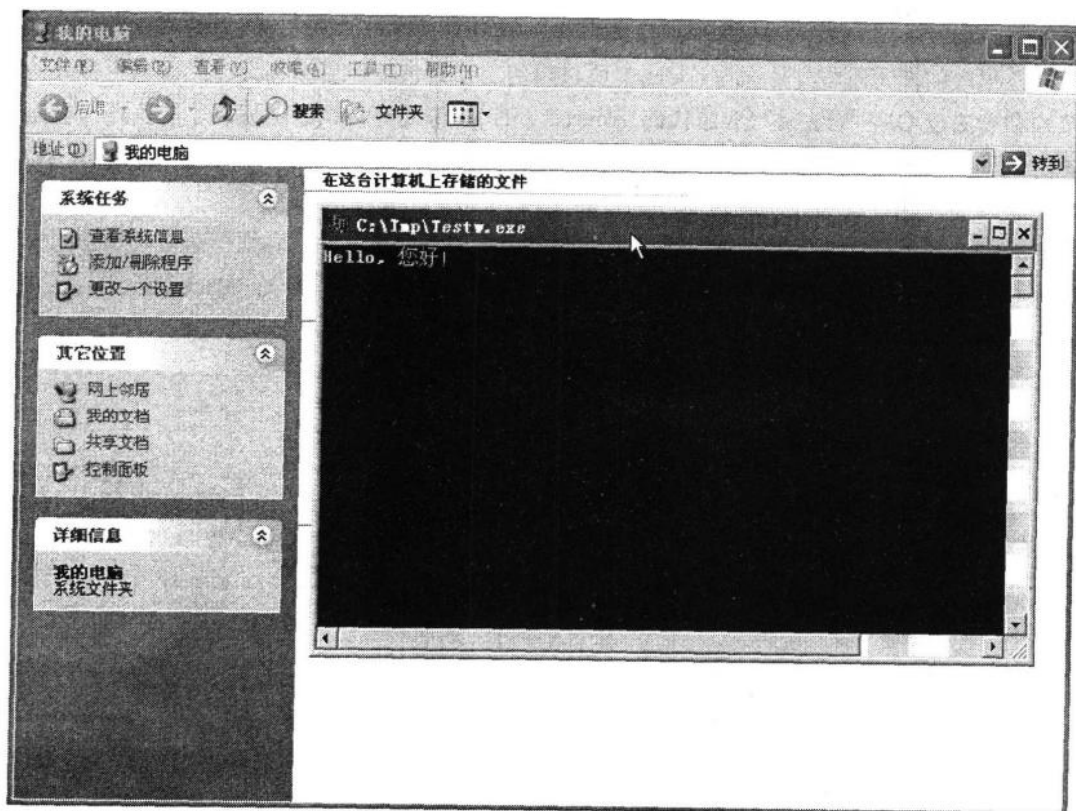 我的电脑
文件(F) 编辑(E) 查看(V) 收藏(A) 工具(T) 帮助(H)
后退 搜索 文件夹
地址(D) 我的电脑 转到
在这台计算机上存储的文件
系统任务
查看系统信息
添加/删除程序
更改一个设置
其它位置
网上邻居
我的文档
共享文档
控制面板
详细信息
我的电脑
系统文件夹
C:\Tmp\Testw.exe
Hello, 您好!